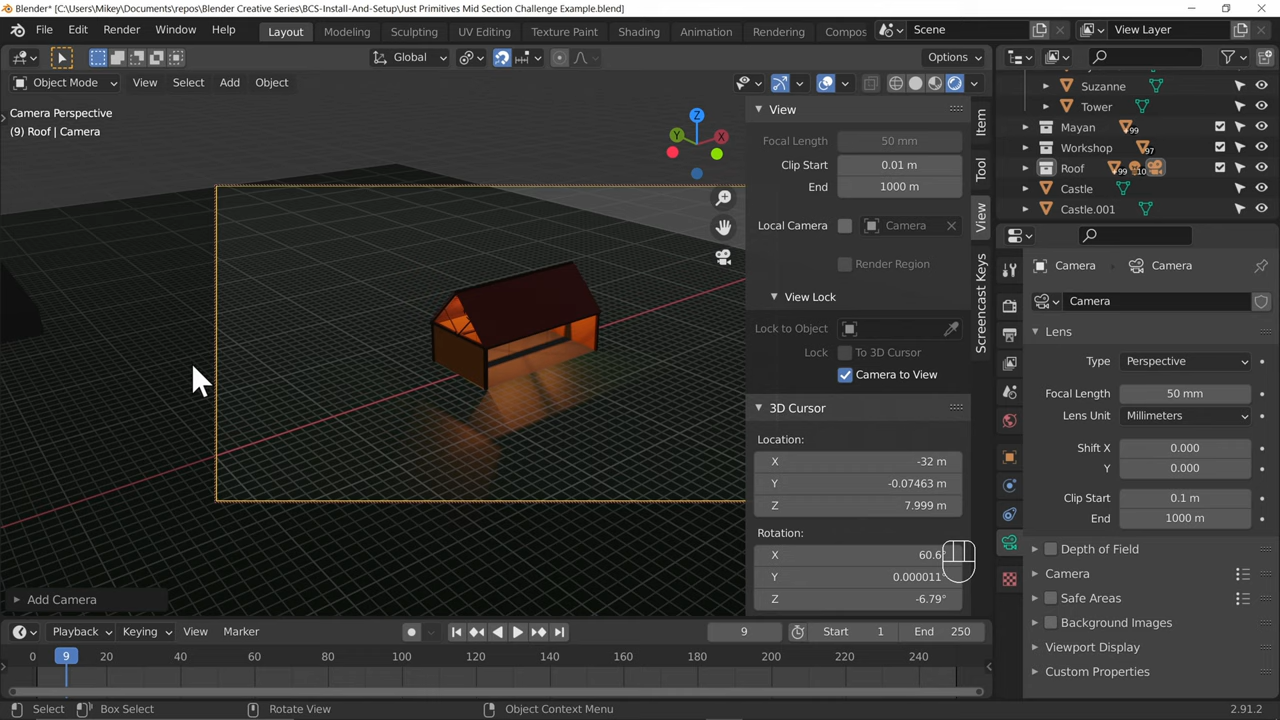 Blender* [C:\Users\Mikey\Documents\repos\Blender Creative Series\BCS-Install-And-Setup\Just Primitives Mid Section Challenge Example.blend]
File Edit Render Window Help Layout Modeling Sculpting UV Editing Texture Paint Shading Animation Rendering Compos Scene View Layer
Global Options
Object Mode View Select Add Object
Camera Perspective
(9) Roof | Camera
Z
Y
X
View
Focal Length 50 mm
Clip Start 0.01 m
End 1000 m
Local Camera Camera
Render Region
View Lock
Lock to Object
Lock To 3D Cursor
Camera to View
3D Cursor
Location:
X -32 m
Y -0.07463 m
Z 7.999 m
Rotation:
X 60.6°
Y 0.000011°
Z -6.79°
Item
Tool
View
Screencast Keys
Suzanne
Tower
Mayan 99
Workshop 97
Roof 99 10
Castle
Castle.001
Camera Camera
Camera
Lens
Type Perspective
Focal Length 50 mm
Lens Unit Millimeters
Shift X 0.000
Y 0.000
Clip Start 0.1 m
End 1000 m
Depth of Field
Camera
Safe Areas
Background Images
Viewport Display
Custom Properties
Add Camera
Playback Keying View Marker 9 Start 1 End 250
0 9 20 40 60 80 100 120 140 160 180 200 220 240
Select Box Select Rotate View Object Context Menu 2.91.2